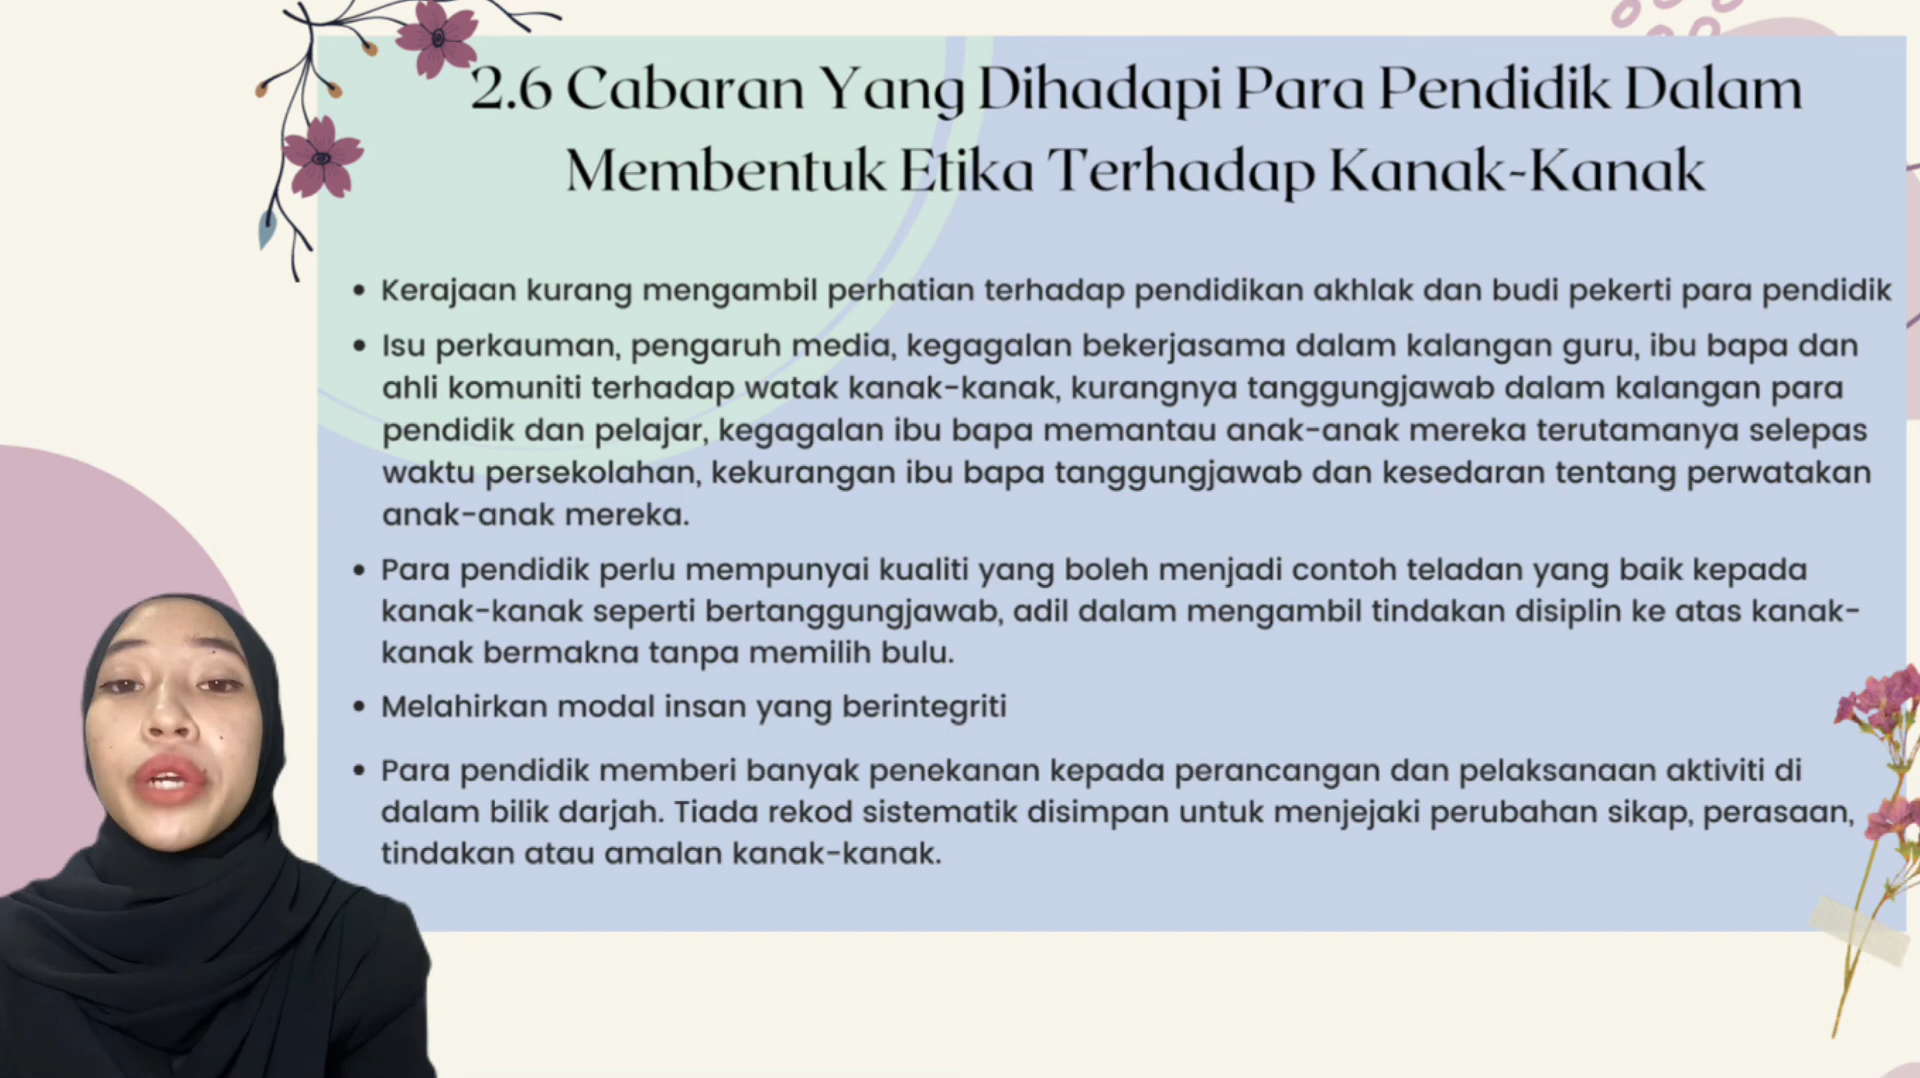 2.6 Cabaran Yang Dihadapi Para Pendidik Dalam
Membentuk Etika Terhadap Kanak-Kanak
• Kerajaan kurang mengambil perhatian terhadap pendidikan akhlak dan budi pekerti para pendidik
• Isu perkauman, pengaruh media, kegagalan bekerjasama dalam kalangan guru, ibu bapa dan
ahli komuniti terhadap watak kanak-kanak, kurangnya tanggungjawab dalam kalangan para
pendidik dan pelajar, kegagalan ibu bapa memantau anak-anak mereka terutamanya selepas
waktu persekolahan, kekurangan ibu bapa tanggungjawab dan kesedaran tentang perwatakan
anak-anak mereka.
• Para pendidik perlu mempunyai kualiti yang boleh menjadi contoh teladan yang baik kepada
kanak-kanak seperti bertanggungjawab, adil dalam mengambil tindakan disiplin ke atas kanak-
kanak bermakna tanpa memilih bulu.
• Melahirkan modal insan yang berintegriti
• Para pendidik memberi banyak penekanan kepada perancangan dan pelaksanaan aktiviti di
dalam bilik darjah. Tiada rekod sistematik disimpan untuk menjejaki perubahan sikap, perasaan,
tindakan atau amalan kanak-kanak.